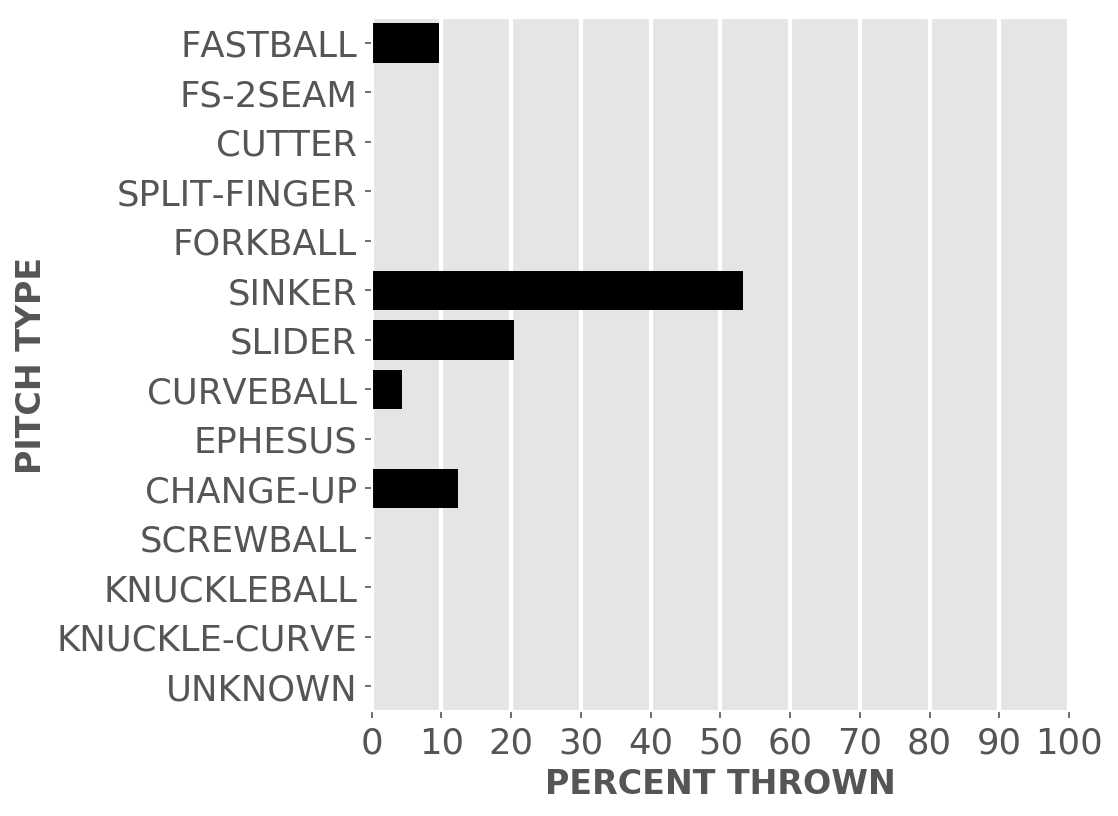 FASTBALL
FS-2SEAM
CUTTER
SPLIT-FINGER
FORKBALL
SINKER
SLIDER
CURVEBALL
EPHESUS
CHANGE-UP
SCREWBALL
KNUCKLEBALL
KNUCKLE-CURVE
UNKNOWN
PITCH TYPE
0 10 20 30 40 50 60 70 80 90 100
PERCENT THROWN